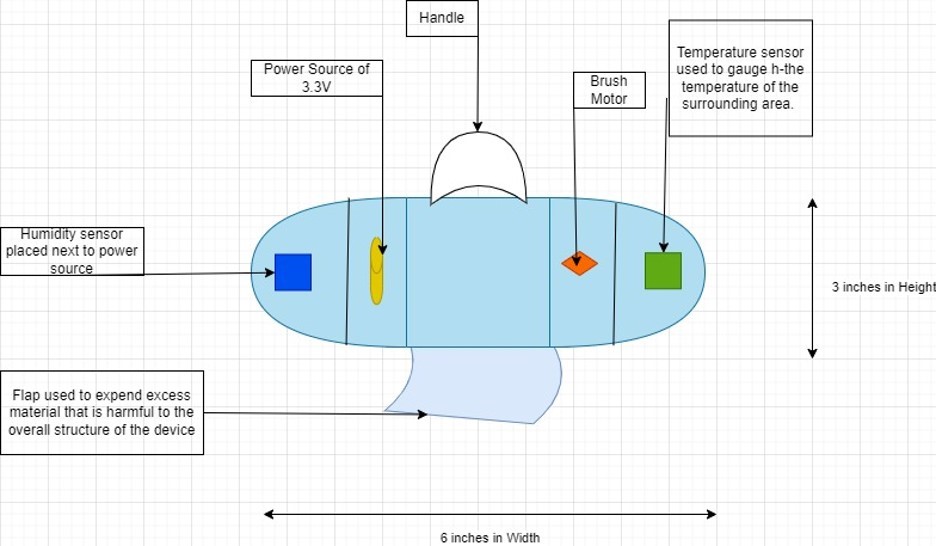 Handle
Power Source of
3.3V
Brush
Motor
Temperature sensor
used to gauge h-the
temperature of the
surrounding area.
Humidity sensor
placed next to power
source
3 inches in Height
Flap used to expend excess
material that is harmful to the
overall structure of the device
6 inches in Width